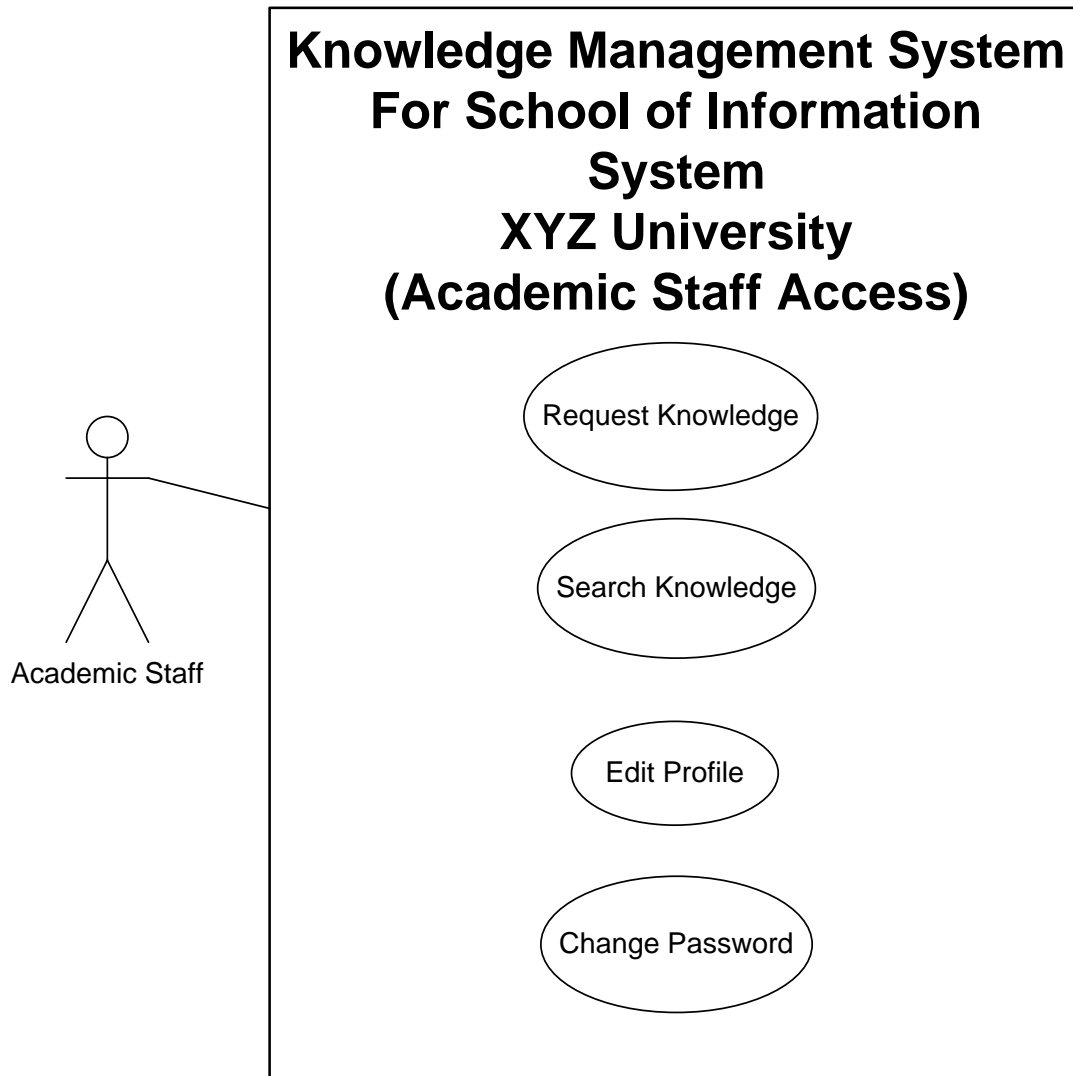 Knowledge Management System
For School of Information
System
XYZ University
(Academic Staff Access)
Request Knowledge
Search Knowledge
Academic Staff
Edit Profile
Change Password